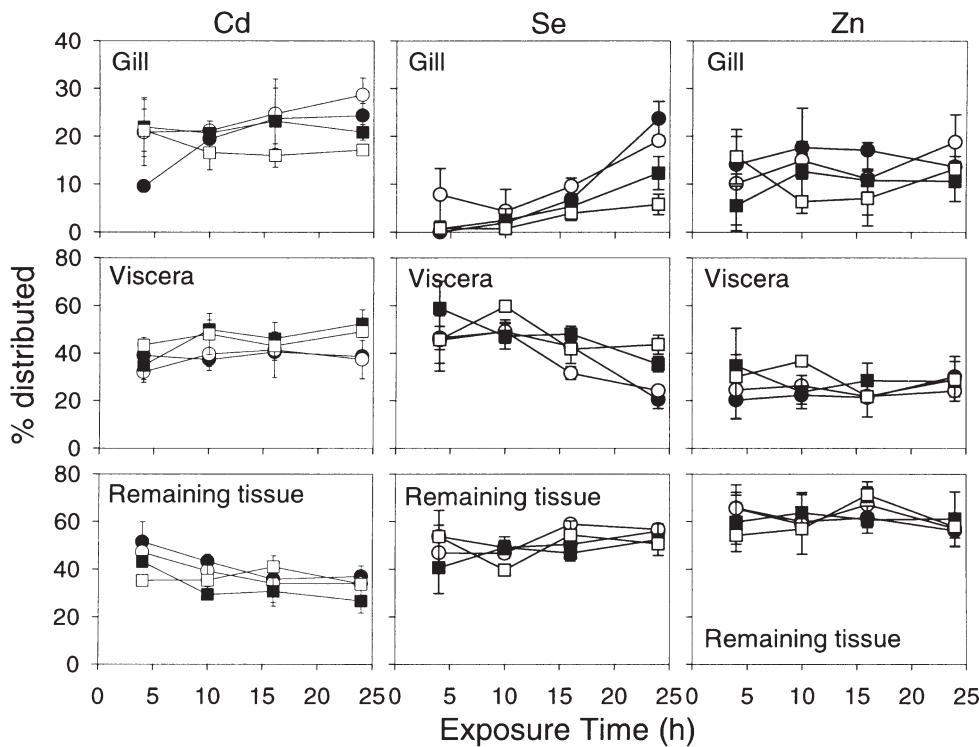 Cd Se Zn
40 Gill Gill Gill
30
20
10
0
80 Viscera Viscera Viscera
60
40
20
0
80 Remaining tissue Remaining tissue
60
40
20 Remaining tissue
0
0 5 10 15 20 25 0 5 10 15 20 25 0 5 10 15 20 25
% distributed
Exposure Time (h)